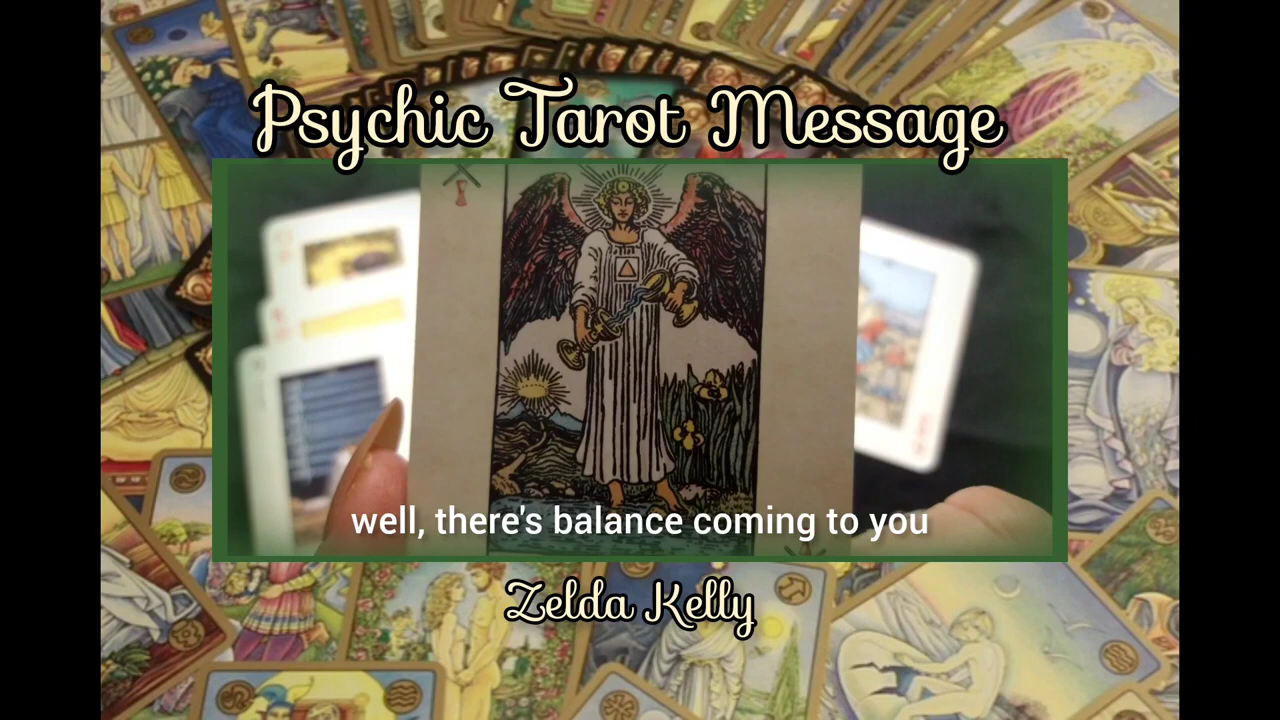 Psychic Tarot Message
well, there's balance coming to you
Zelda Kelly